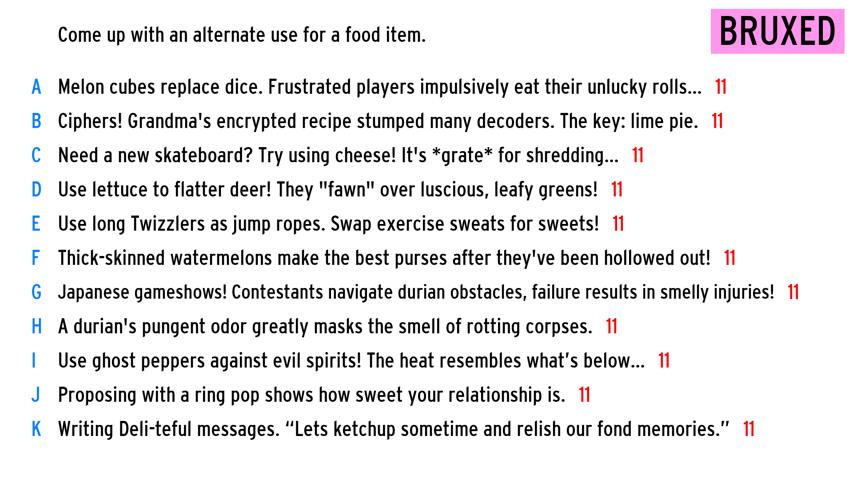 Come up with an alternate use for a food item.
BRUXED
A Melon cubes replace dice. Frustrated players impulsively eat their unlucky rolls... 11
B Ciphers! Grandma's encrypted recipe stumped many decoders. The key: lime pie. 11
C Need a new skateboard? Try using cheese! It's *grate* for shredding... 11
D Use lettuce to flatter deer! They "fawn" over luscious, leafy greens! 11
E Use long Twizzlers as jump ropes. Swap exercise sweats for sweets! 11
F Thick-skinned watermelons make the best purses after they've been hollowed out! 11
G Japanese gameshows! Contestants navigate durian obstacles, failure results in smelly injuries! 11
H A durian's pungent odor greatly masks the smell of rotting corpses. 11
I Use ghost peppers against evil spirits! The heat resembles what’s below... 11
J Proposing with a ring pop shows how sweet your relationship is. 11
K Writing Deli-teful messages. “Lets ketchup sometime and relish our fond memories.” 11